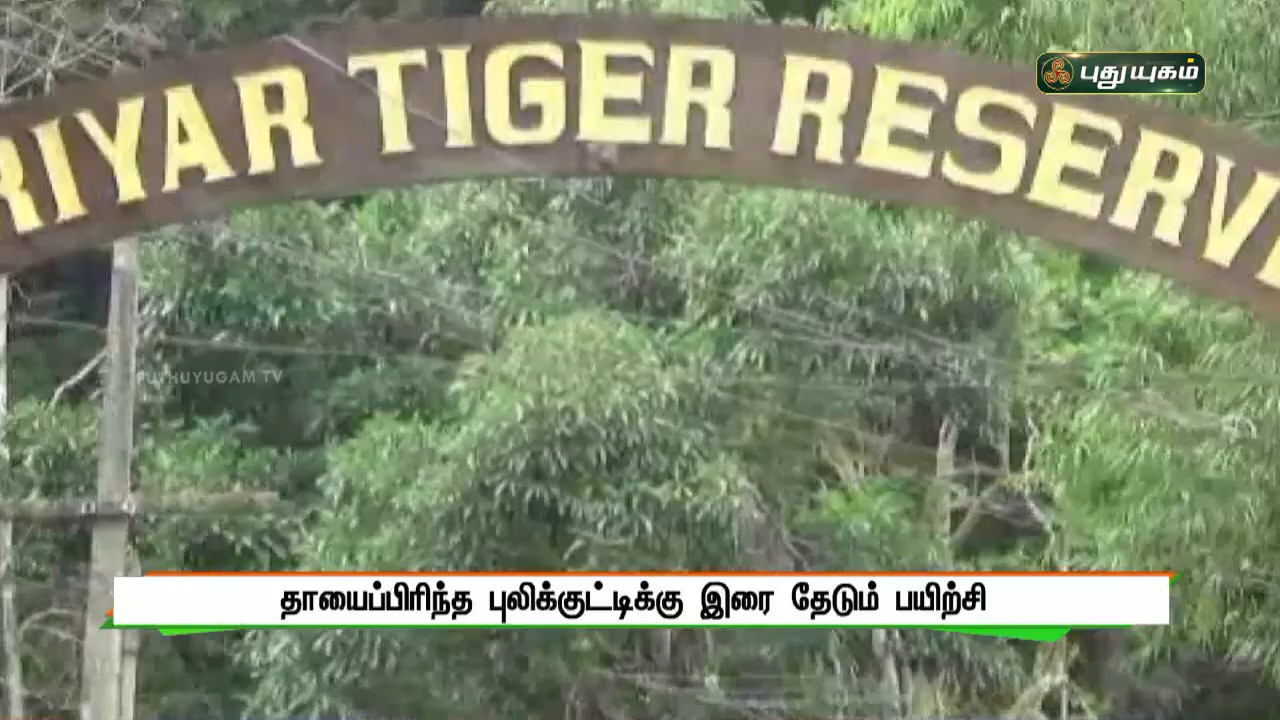 RIYAR TIGER RESERV
புதுயுகம்
PUTHUYUGAM TV
தாயைப்பிரிந்த புலிக்குட்டிக்கு இரை தேடும் பயிற்சி